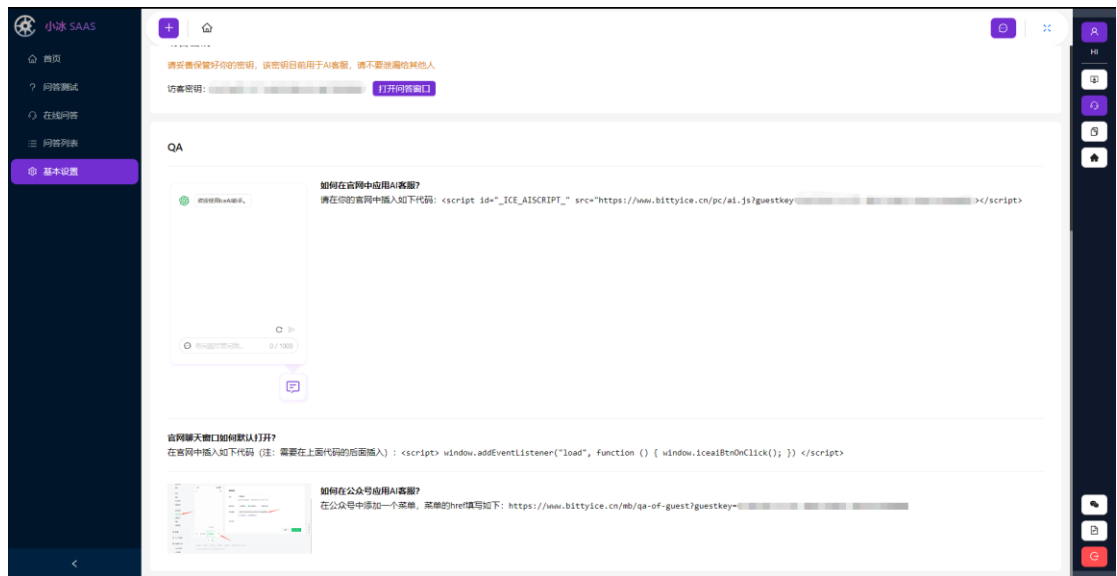 小冰 SAAS
首页
问答测试
在线问答
问答列表
基本设置
HI
请妥善保管好你的密钥，该密钥目前用于AI客服，请不要泄漏给其他人
访客密钥：
打开问答窗口
QA
如何在官网中应用AI客服?
请在你的官网中插入如下代码：<script id="_ICE_AISCRIPT_" src="https://www.bittyice.cn/pc/ai.js?guestkey
></script>
0 / 1000
官网聊天窗口如何默认打开?
在官网中插入如下代码（注：需要在上面代码的后面插入）：<script> window.addEventListener("load", function () { window.iceaiBtnOnClick(); }) </script>
如何在公众号应用AI客服?
在公众号中添加一个菜单，菜单的href填写如下：https://www.bittyice.cn/mb/qa-of-guest?guestkey=